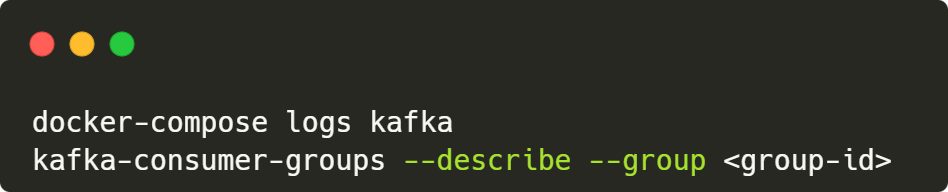 docker-compose logs kafka
kafka-consumer-groups --describe --group <group-id>